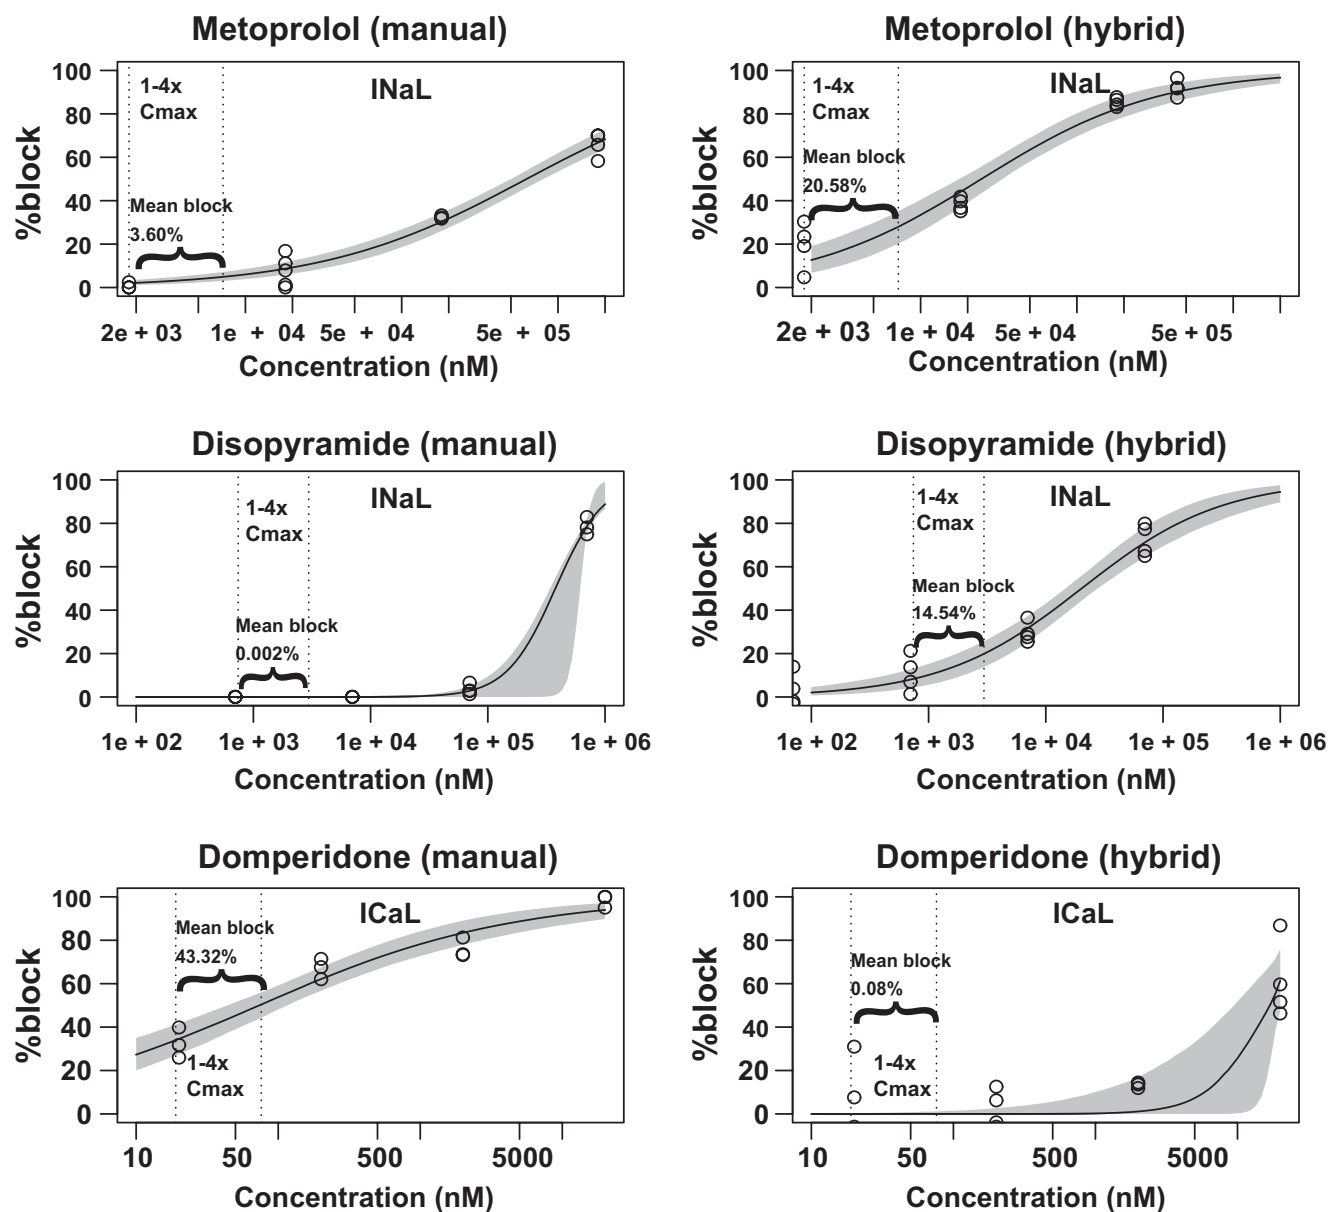 Metoprolol (manual)
100
80
60
40
20
0
%block
1-4x
Cmax
INaL
Mean block
3.60%
2e + 03 1e + 04 5e + 04 5e + 05
Concentration (nM)
Metoprolol (hybrid)
100
80
60
40
20
0
%block
1-4x
Cmax
INaL
Mean block
20.58%
2e + 03 1e + 04 5e + 04 5e + 05
Concentration (nM)
Disopyramide (manual)
100
80
60
40
20
0
%block
1-4x
Cmax
INaL
Mean block
0.002%
1e + 02 1e + 03 1e + 04 1e + 05 1e + 06
Concentration (nM)
Disopyramide (hybrid)
100
80
60
40
20
0
%block
1-4x
Cmax
INaL
Mean block
14.54%
1e + 02 1e + 03 1e + 04 1e + 05 1e + 06
Concentration (nM)
Domperidone (manual)
100
80
60
40
20
0
%block
ICaL
Mean block
43.32%
1-4x
Cmax
10 50 500 5000
Concentration (nM)
Domperidone (hybrid)
100
80
60
40
20
0
%block
ICaL
Mean block
0.08%
1-4x
Cmax
10 50 500 5000
Concentration (nM)